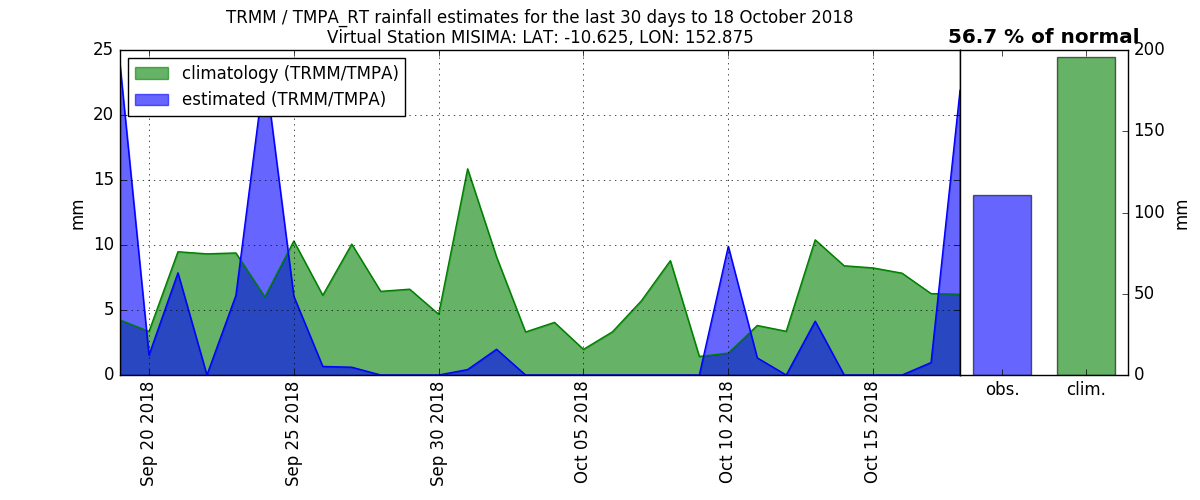 TRMM / TMPA_RT rainfall estimates for the last 30 days to 18 October 2018
Virtual Station MISIMA: LAT: -10.625, LON: 152.875
56.7 % of normal
climatology (TRMM/TMPA)
estimated (TRMM/TMPA)
mm
25
20
15
10
5
0
Sep 20 2018
Sep 25 2018
Sep 30 2018
Oct 05 2018
Oct 10 2018
Oct 15 2018
obs.
clim.
200
150
100
50
0
mm